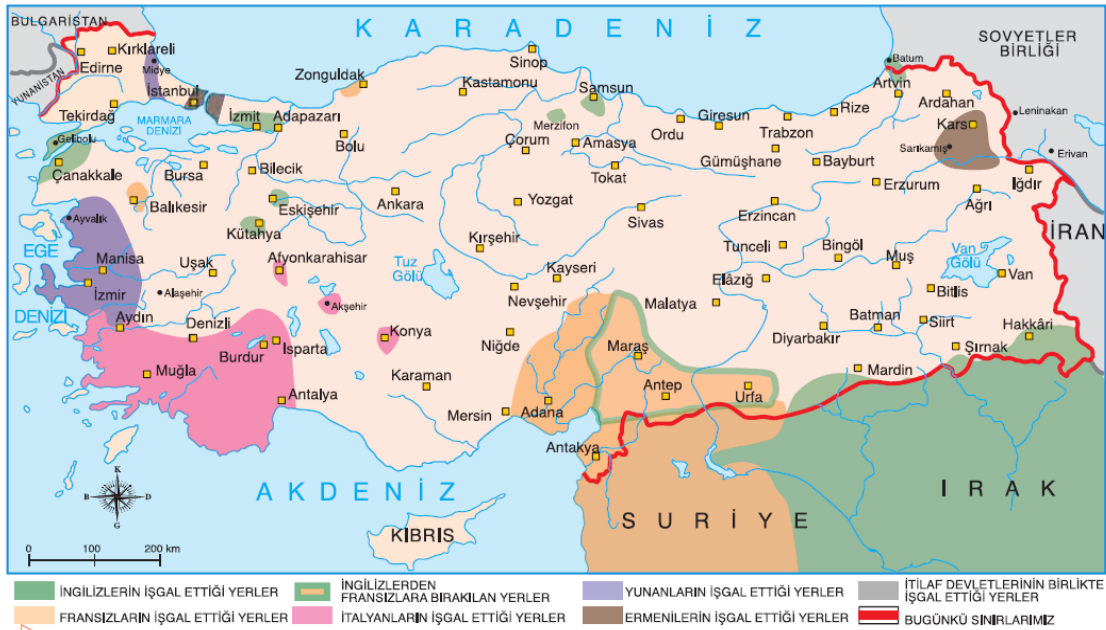 BULGARİSTAN
YUNANİSTAN
KARADENİZ
SOVYETLER
BİRLİĞİ
Kırklareli
Edirne
Midye
İstanbul
Tekirdağ
MARMARA
DENİZİ
Gelibolu
Çanakkale
İzmit
Adapazarı
Zonguldak
Kastamonu
Sinop
Samsun
Merzifon
Bolu
Bursa
Bilecik
Çorum
Amasya
Tokat
Ordu
Giresun
Trabzon
Rize
Batum
Artvin
Ardahan
Kars
Sarıkamış
Leninakan
Erivan
Gümüşhane
Bayburt
Erzurum
Iğdır
Ağrı
Balıkesir
Eskişehir
Ankara
Yozgat
Sivas
Erzincan
Ayvalık
Kütahya
Kırşehir
Tunceli
Bingöl
Muş
Van
Gölü
Van
İRAN
EGE
DENİZİ
Manisa
İzmir
Uşak
Alaşehir
Afyonkarahisar
Akşehir
Tuz
Gölü
Kayseri
Nevşehir
Malatya
Elâzığ
Bitlis
Aydın
Denizli
Burdur
Isparta
Konya
Niğde
Maraş
Diyarbakır
Batman
Siirt
Şırnak
Hakkâri
Muğla
Antalya
Karaman
Mersin
Adana
Antep
Urfa
Mardin
Antakya
AKDENİZ
KIBRIS
SURİYE
IRAK
K
B
D
G
0 100 200 km
İNGİLİZLERİN İŞGAL ETTİĞİ YERLER
İNGİLİZLERDEN
FRANSIZLARA BIRAKILAN YERLER
YUNANLARIN İŞGAL ETTİĞİ YERLER
İTİLAF DEVLETLERİNİN BİRLİKTE
İŞGAL ETTİĞİ YERLER
FRANSIZLARIN İŞGAL ETTİĞİ YERLER
İTALYANLARIN İŞGAL ETTİĞİ YERLER
ERMENİLERİN İŞGAL ETTİĞİ YERLER
BUGÜNKÜ SINIRLARIMIZ